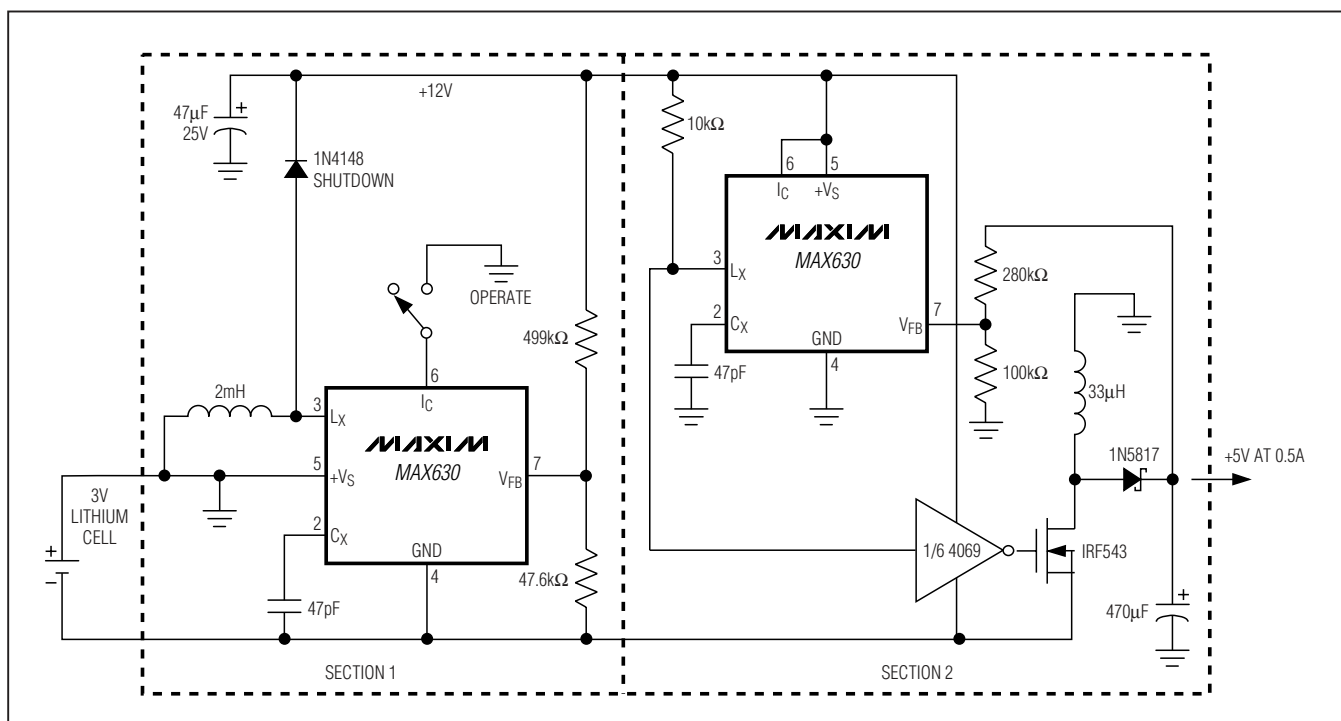 +12V
47μF
25V
+
1N4148
SHUTDOWN
OPERATE
499kΩ
2mH
6
IC
3
LX
MAXIM
MAX630
5
+VS
7
VFB
2
CX
GND
4
3V
LITHIUM
CELL
+
−
47pF
47.6kΩ
SECTION 1
10kΩ
6
5
IC
+VS
MAXIM
MAX630
3
LX
2
CX
7
VFB
GND
4
47pF
280kΩ
100kΩ
33μH
1N5817
+5V AT 0.5A
1/6 4069
IRF543
+
470μF
SECTION 2